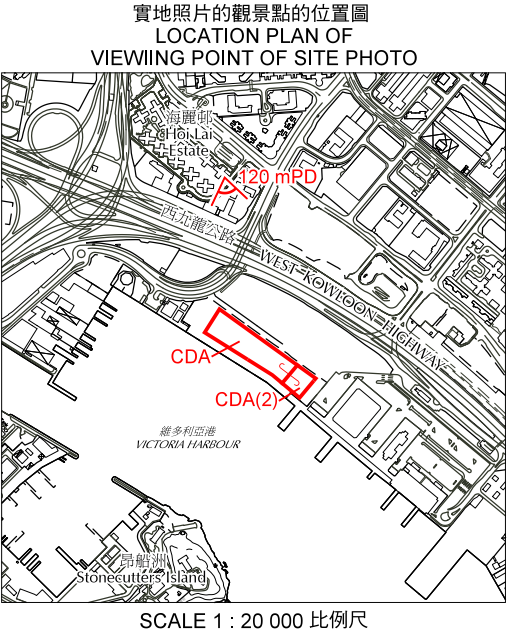 實地照片的觀景點的位置圖
LOCATION PLAN OF
VIEWIING POINT OF SITE PHOTO
海麗邨
Hoi Lai
Estate
120 mPD
西九龍公路
WEST KOWLOON HIGHWAY
CDA
CDA(2)
維多利亞港
VICTORIA HARBOUR
昂船洲
Stonecutters Island
SCALE 1 : 20 000 比例尺